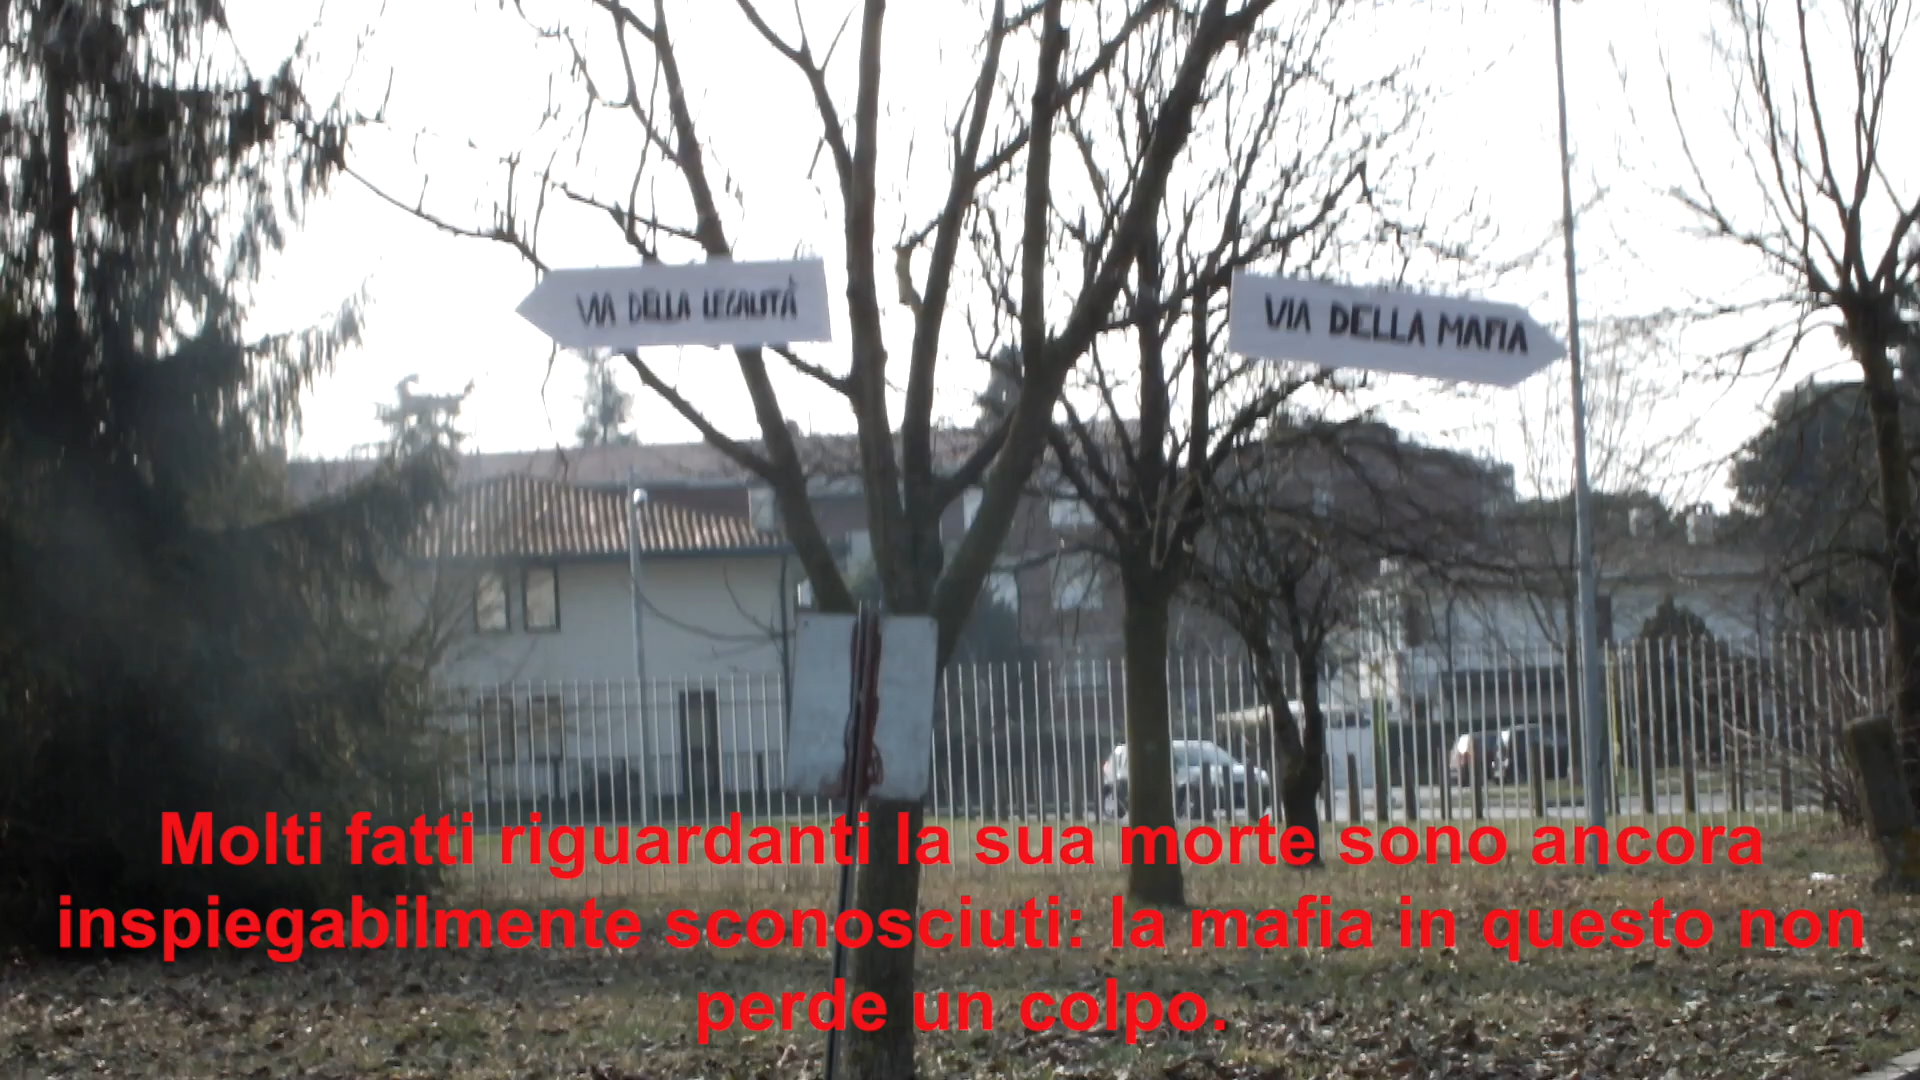 VIA DELLA LEGALITÀ
VIA DELLA MAFIA
Molti fatti riguardanti la sua morte sono ancora
inspiegabilmente sconosciuti: la mafia in questo non
perde un colpo.